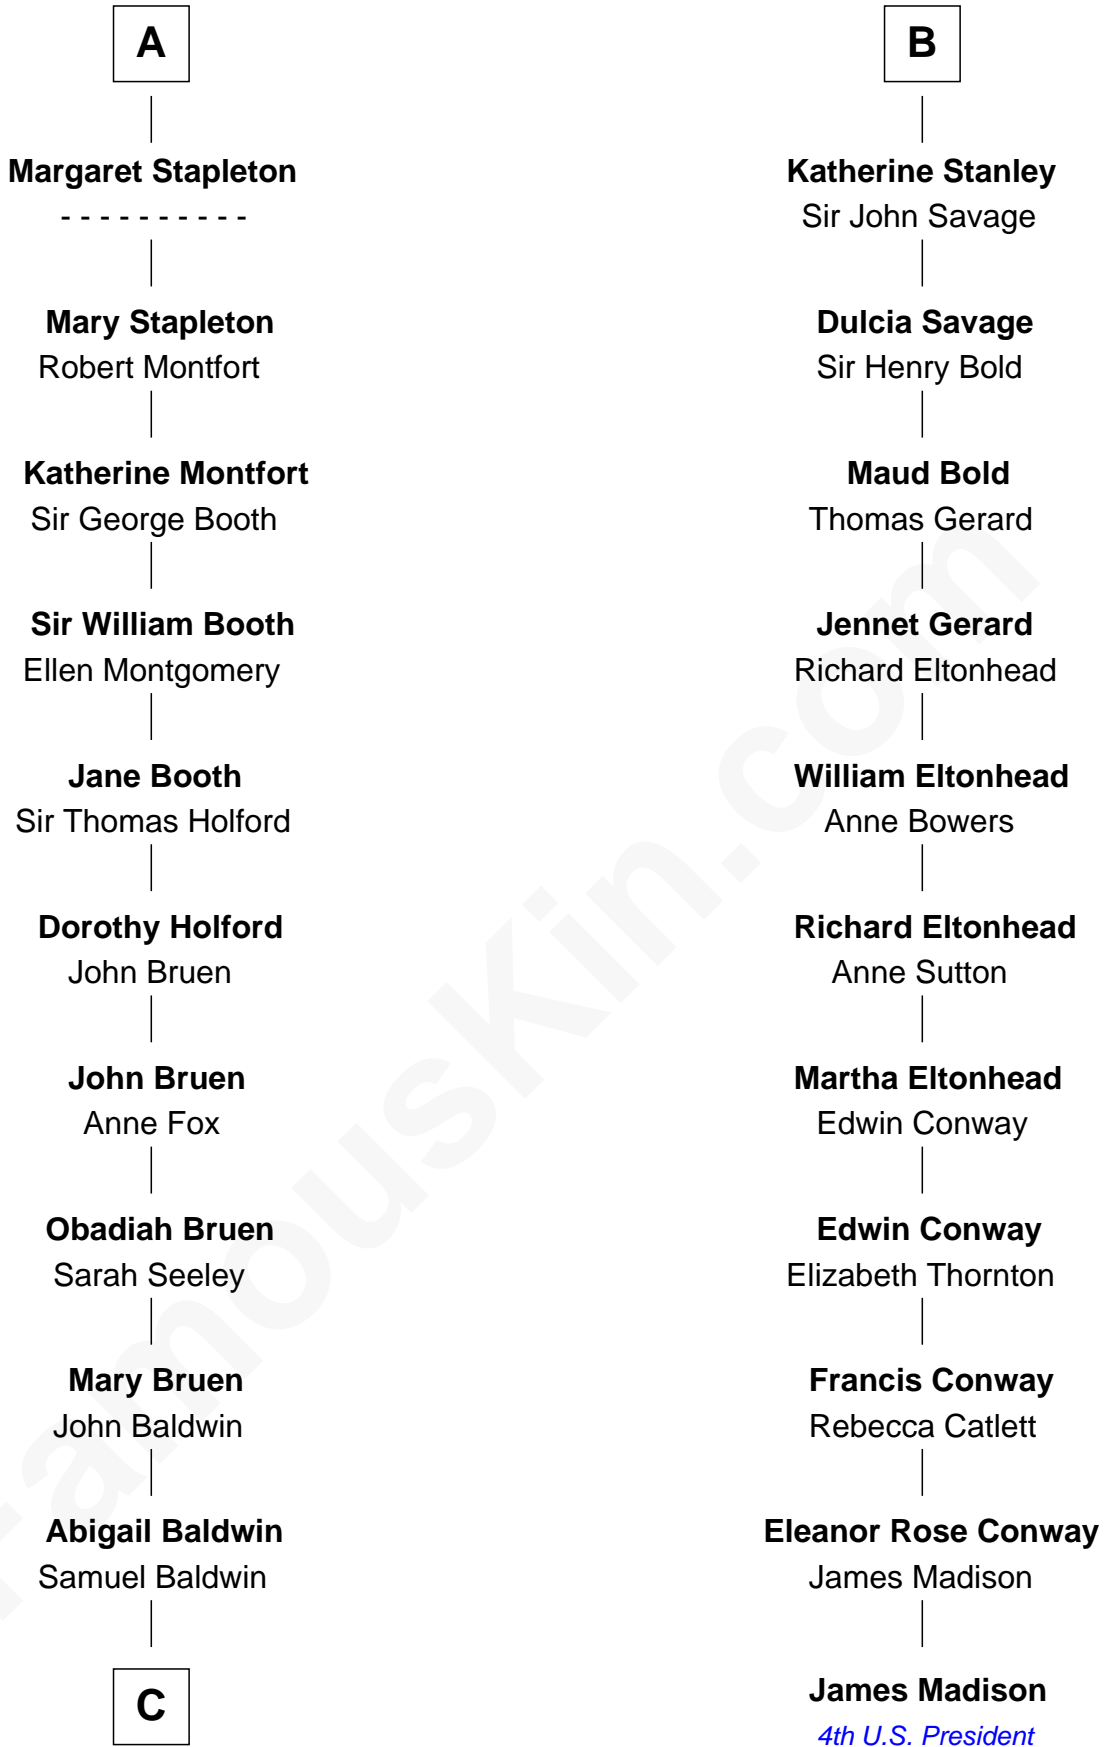 A
Margaret Stapleton
- - - - - - - - - -
Mary Stapleton
Robert Montfort
Katherine Montfort
Sir George Booth
Sir William Booth
Ellen Montgomery
Jane Booth
Sir Thomas Holford
Dorothy Holford
John Bruen
John Bruen
Anne Fox
Obadiah Bruen
Sarah Seeley
Mary Bruen
John Baldwin
Abigail Baldwin
Samuel Baldwin
C
B
Katherine Stanley
Sir John Savage
Dulcia Savage
Sir Henry Bold
Maud Bold
Thomas Gerard
Jennet Gerard
Richard Eltonhead
William Eltonhead
Anne Bowers
Richard Eltonhead
Anne Sutton
Martha Eltonhead
Edwin Conway
Edwin Conway
Elizabeth Thornton
Francis Conway
Rebecca Catlett
Eleanor Rose Conway
James Madison
James Madison
4th U.S. President
FamousKin.com